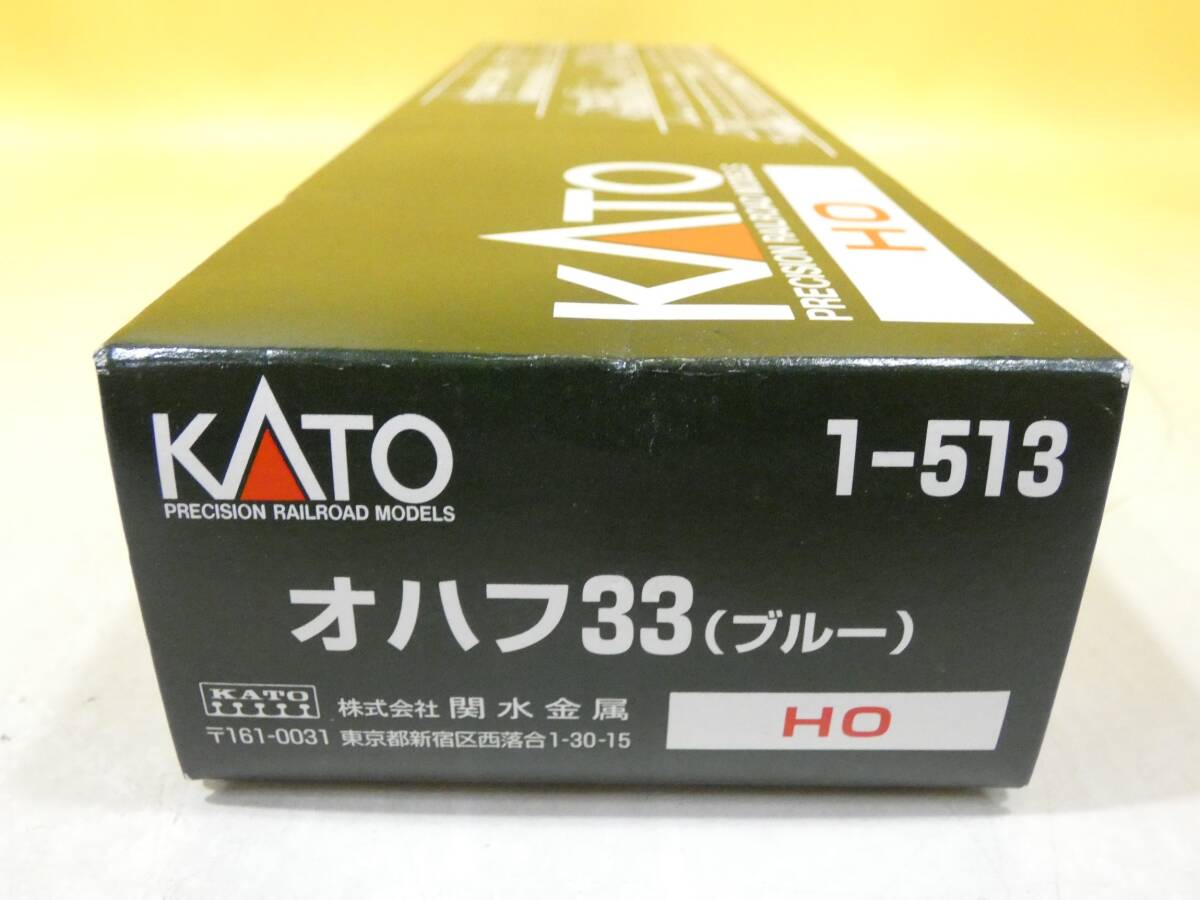 KATO
PRECISION RAILROAD MODELS
HO
KATO
PRECISION RAILROAD MODELS
1-513
オハフ33(ブルー)
KATO
株式会社 関水金属
〒161-0031 東京都新宿区西落合1-30-15
HO